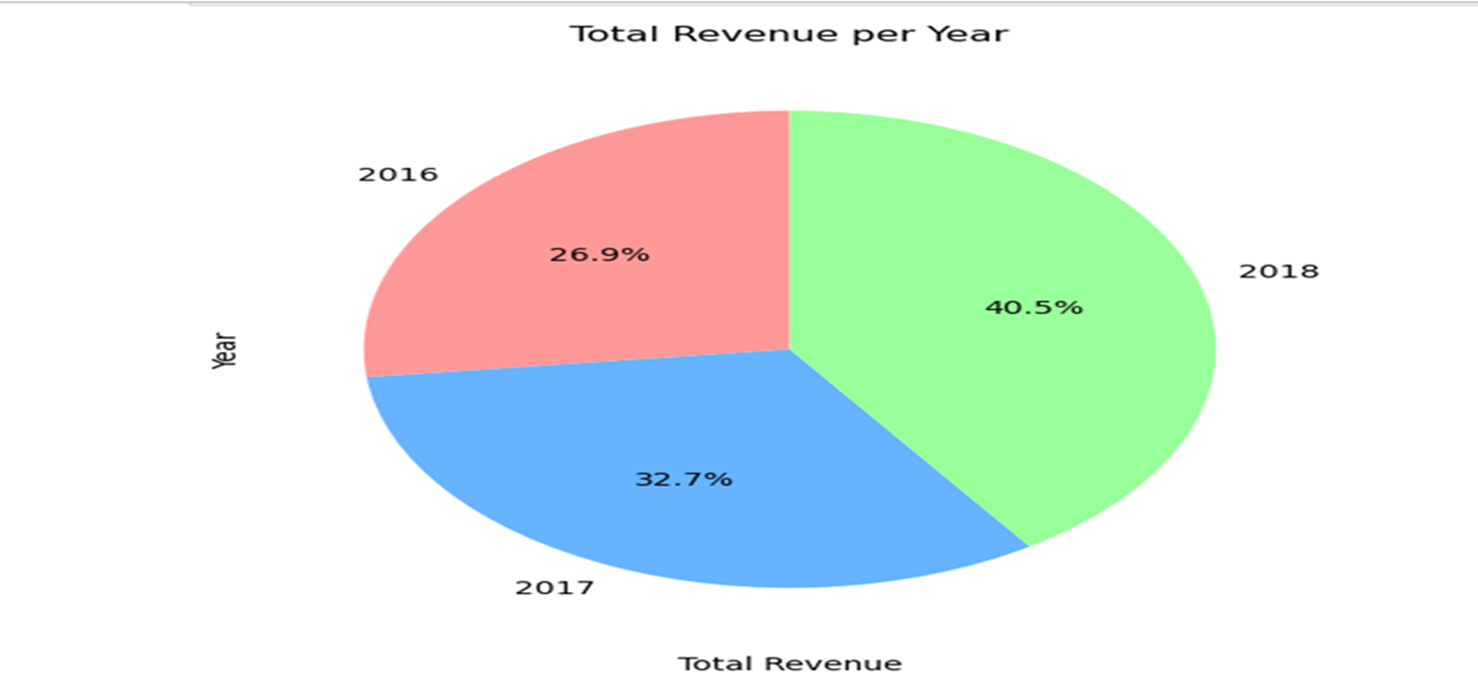 Total Revenue per Year
2016
26.9%
2018
40.5%
Year
32.7%
2017
Total Revenue